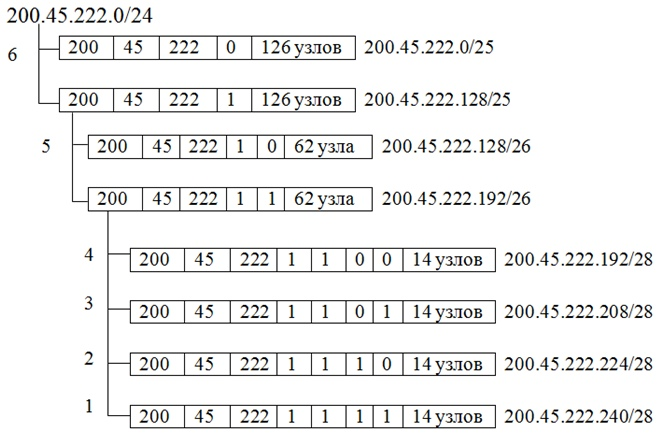 200.45.222.0/24
6
200 45 222 0 126 узлов 200.45.222.0/25
200 45 222 1 126 узлов 200.45.222.128/25
5 200 45 222 1 0 62 узла 200.45.222.128/26
200 45 222 1 1 62 узла 200.45.222.192/26
4 200 45 222 1 1 0 0 14 узлов 200.45.222.192/28
3 200 45 222 1 1 0 1 14 узлов 200.45.222.208/28
2 200 45 222 1 1 1 0 14 узлов 200.45.222.224/28
1 200 45 222 1 1 1 1 14 узлов 200.45.222.240/28